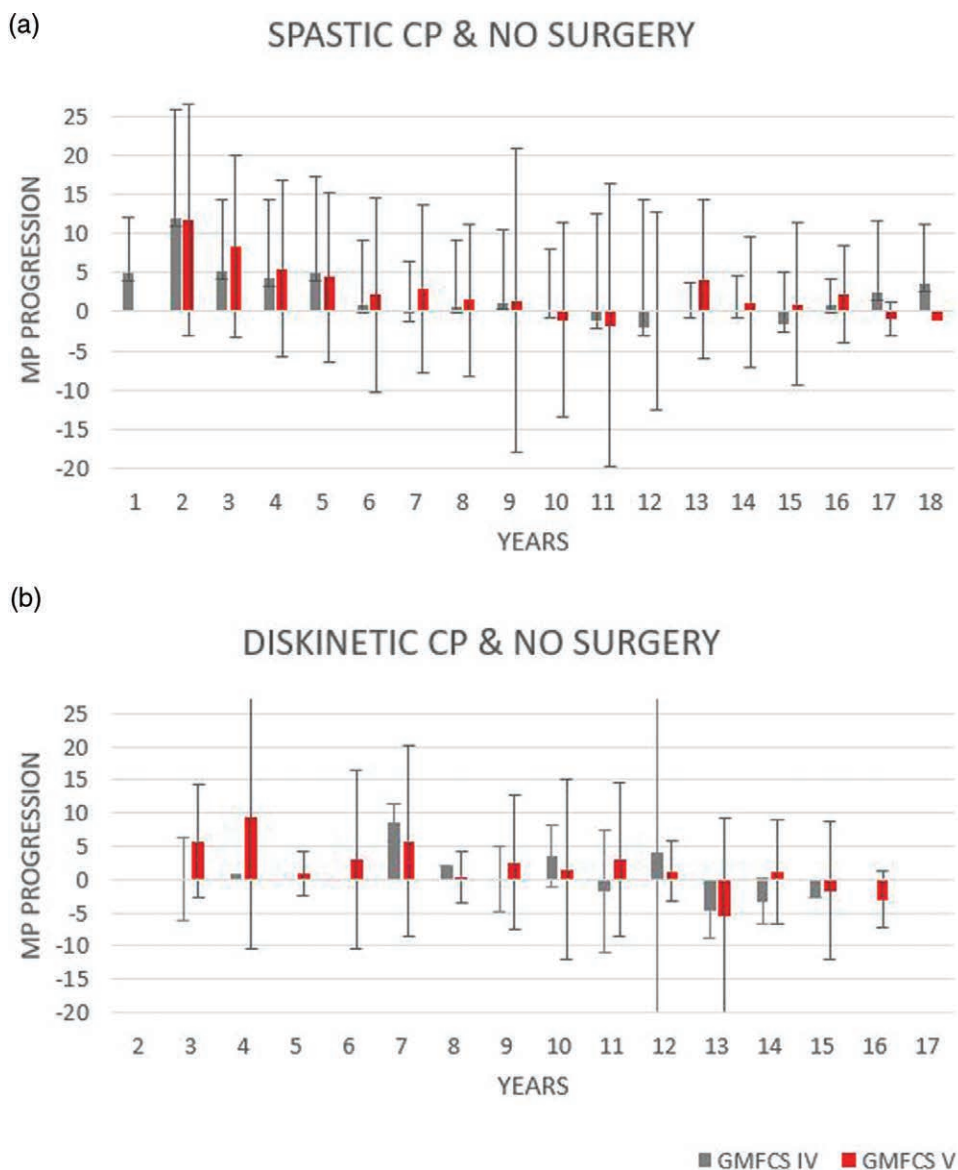 (a)
SPASTIC CP & NO SURGERY
MP PROGRESSION
25
20
15
10
5
0
-5
-10
-15
-20
1 2 3 4 5 6 7 8 9 10 11 12 13 14 15 16 17 18
YEARS
(b)
DISKINETIC CP & NO SURGERY
MP PROGRESSION
25
20
15
10
5
0
-5
-10
-15
-20
2 3 4 5 6 7 8 9 10 11 12 13 14 15 16 17
YEARS
GMFCS IV GMFCS V